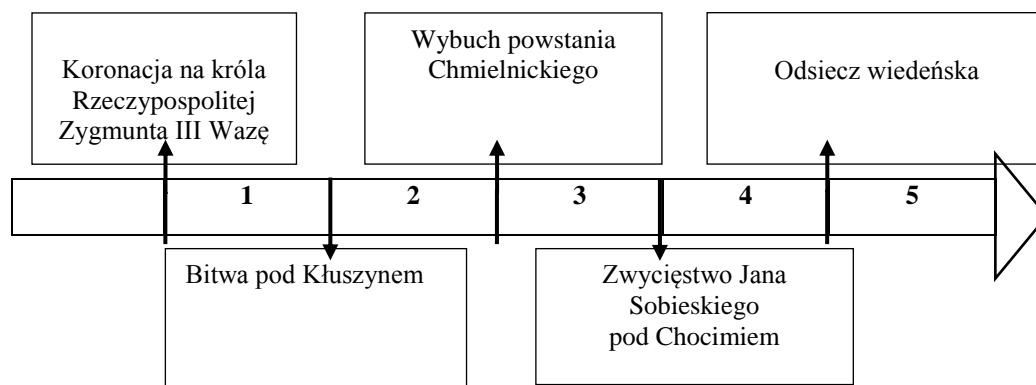 Koronacja na króla
Rzeczypospolitej
Zygmunta III Wazę
Wybuch powstania
Chmielnickiego
Odsiecz wiedeńska
1
2
3
4
5
Bitwa pod Kłuszynem
Zwycięstwo Jana
Sobieskiego
pod Chocimiem